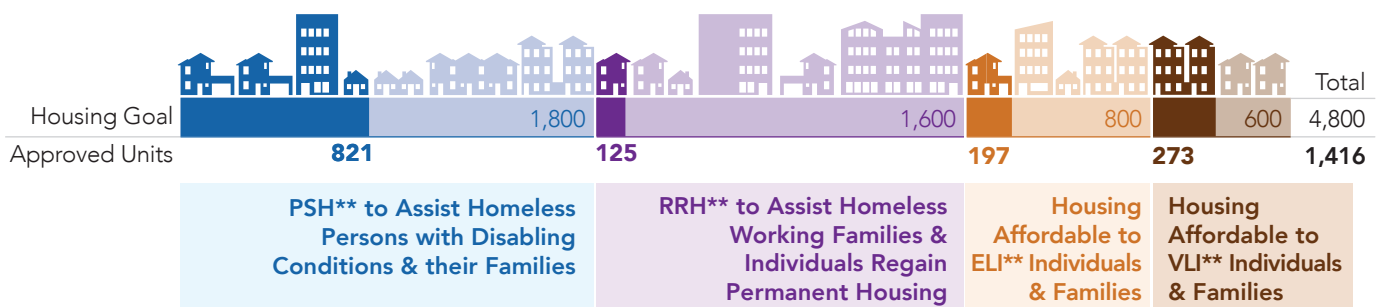 Total
Housing Goal 1,800 1,600 800 600 4,800
Approved Units 821 125 197 273 1,416
PSH** to Assist Homeless
Persons with Disabling
Conditions & their Families
RRH** to Assist Homeless
Working Families &
Individuals Regain
Permanent Housing
Housing
Affordable to
ELI** Individuals
& Families
Housing
Affordable to
VLI** Individuals
& Families